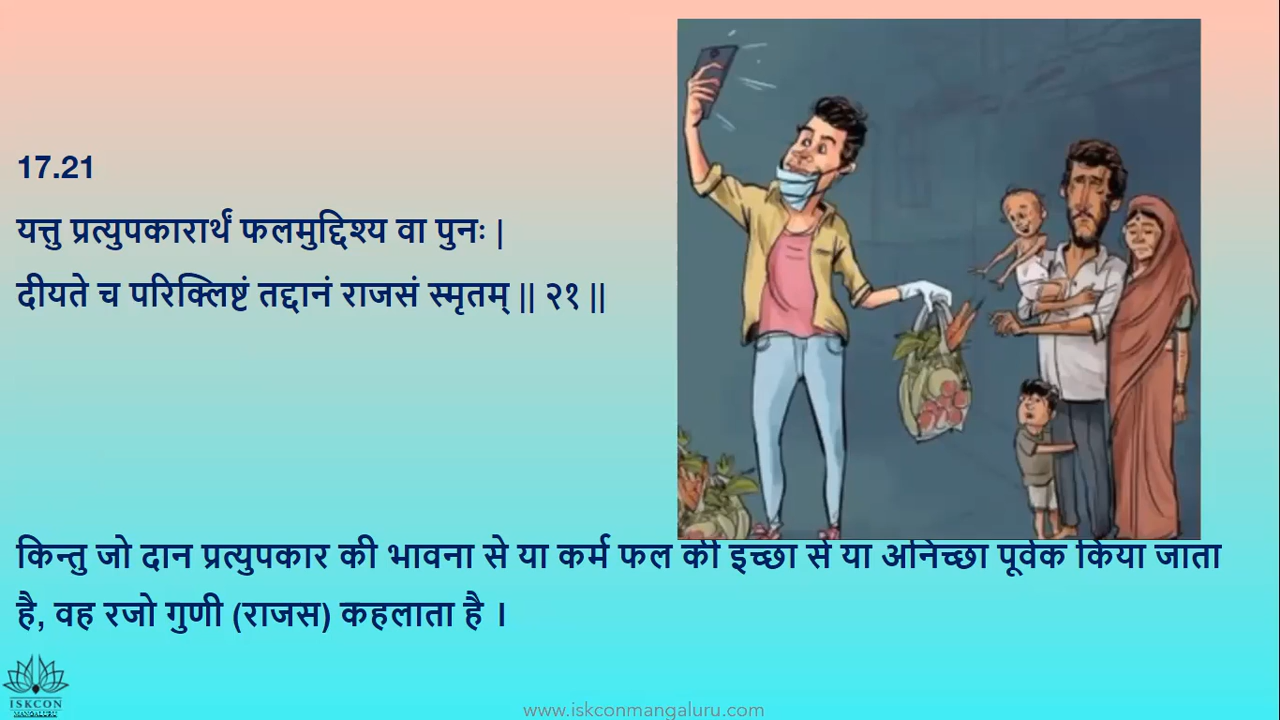 17.21
यत्तु प्रत्युपकारार्थं फलमुद्दिश्य वा पुनः |
दीयते च परिक्लिष्टं तद्दानं राजसं स्मृतम् || २१ ||
किन्तु जो दान प्रत्युपकार की भावना से या कर्म फल की इच्छा से या अनिच्छा पूर्वक किया जाता
है, वह रजो गुणी (राजस) कहलाता है ।
ISKCON
MANGALURU
www.iskconmangaluru.com